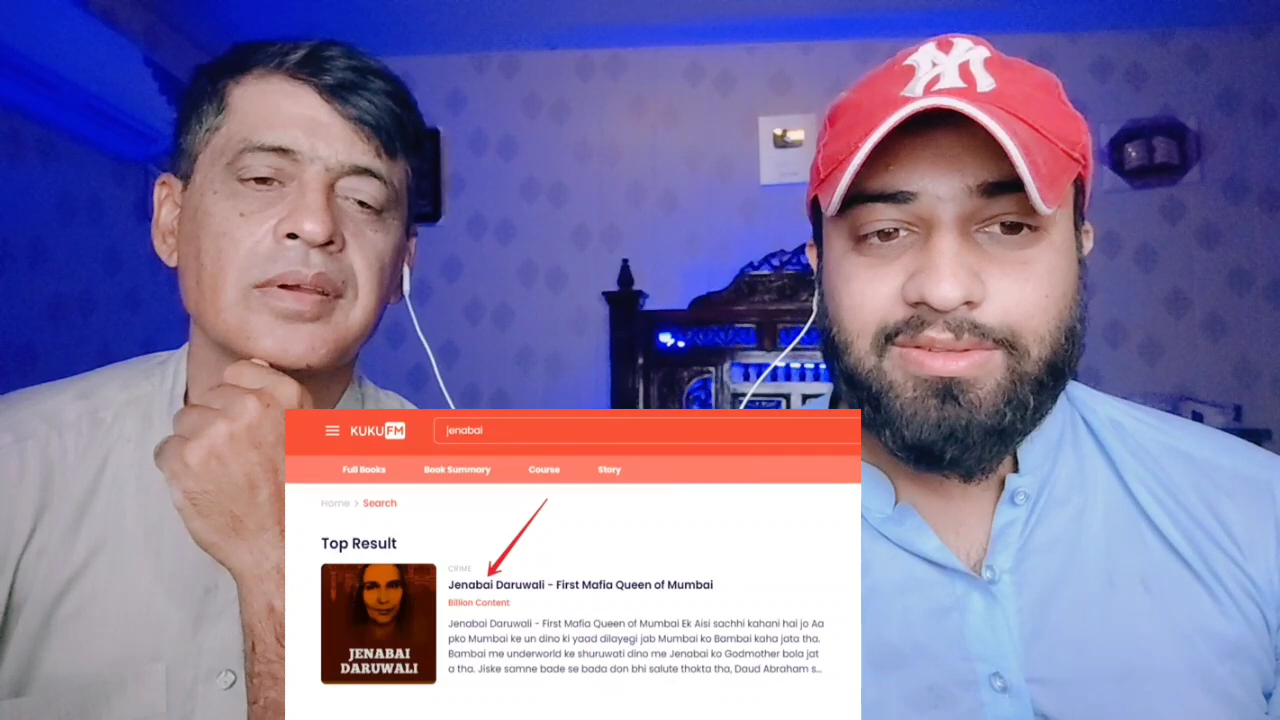 NY
KUKU FM
jenabai
Full Books Book Summary Course Story
Home > Search
Top Result
CRIME
Jenabai Daruwali - First Mafia Queen of Mumbai
Billion Content
Jenabai Daruwali - First Mafia Queen of Mumbai Ek Aisi sachhi kahani hai jo Aa
pko Mumbai ke un dino ki yaad dilayegi jab Mumbai ko Bambai kaha jata tha.
Bambai me underworld ke shuruwati dino me Jenabai ko Godmother bola jat
a tha. Jiske samne bade se bada don bhi salute thokta tha, Daud Abraham s...
JENABAI
DARUWALI